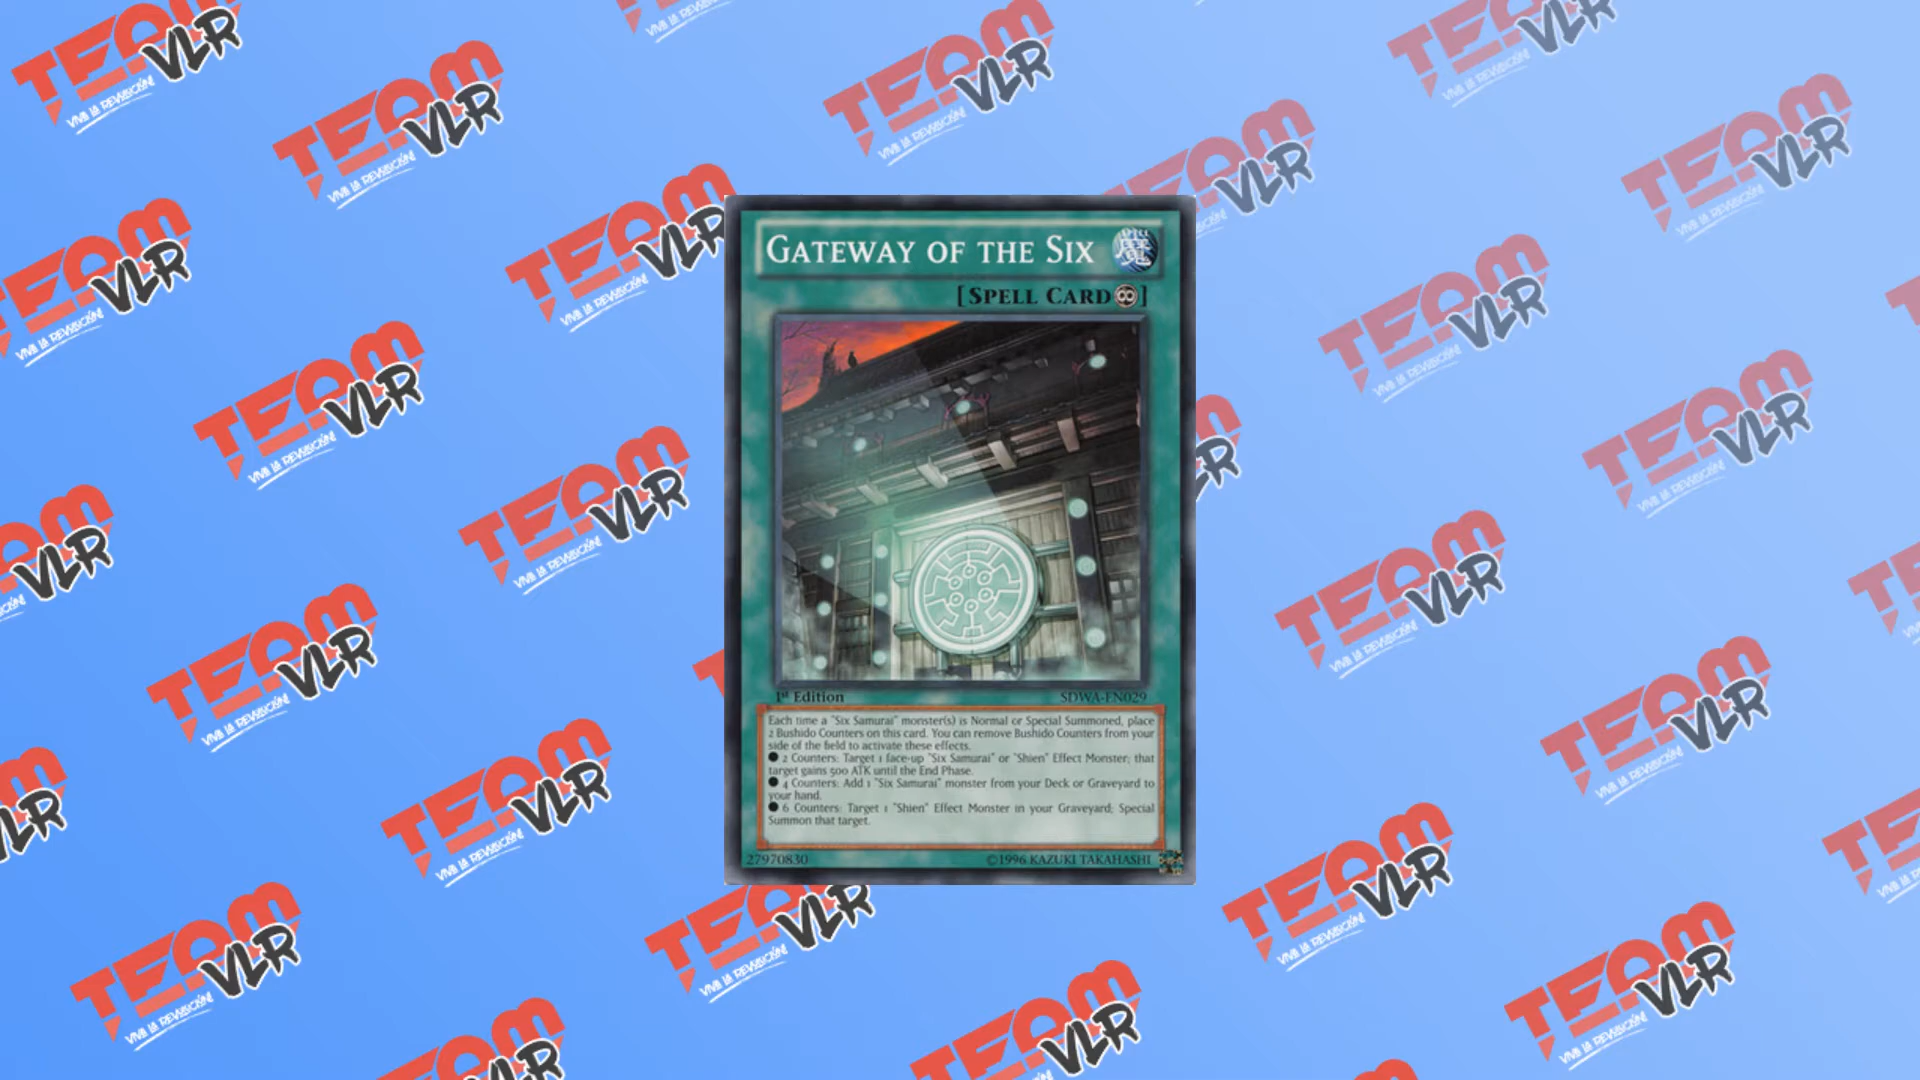 GATEWAY OF THE SIX
[SPELL CARD]
1st Edition
SDWA-EN029
Each time a "Six Samurai" monster(s) is Normal or Special Summoned, place
2 Bushido Counters on this card. You can remove Bushido Counters from your
side of the field to activate these effects.
● 2 Counters: Target 1 face-up "Six Samurai" or "Shien" Effect Monster; that
target gains 500 ATK until the End Phase.
● 4 Counters: Add 1 "Six Samurai" monster from your Deck or Graveyard to
your hand.
● 6 Counters: Target 1 "Shien" Effect Monster in your Graveyard; Special
Summon that target.
27970830
©1996 KAZUKI TAKAHASHI
TEAM
VLR